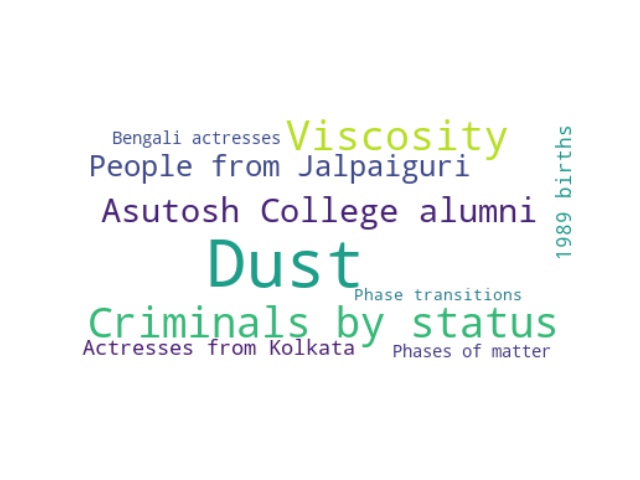 Bengali actresses
Viscosity
People from Jalpaiguri
1989 births
Asutosh College alumni
Dust
Phase transitions
Criminals by status
Actresses from Kolkata
Phases of matter